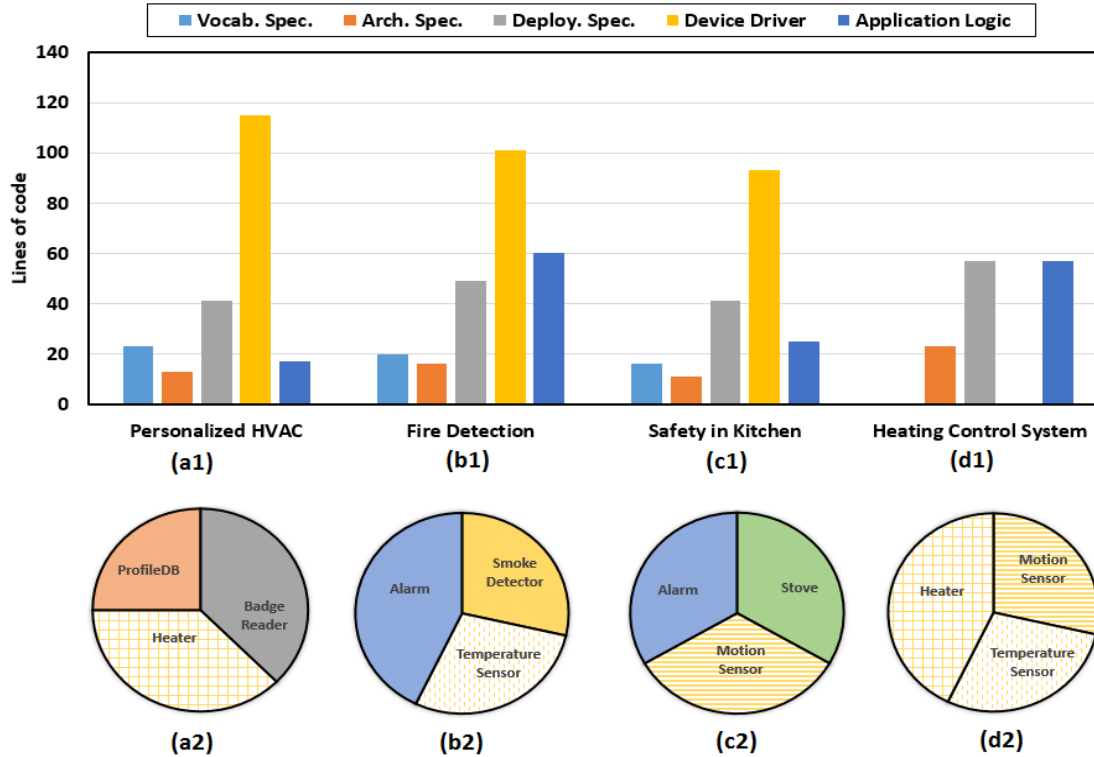 Vocab. Spec. Arch. Spec. Deploy. Spec. Device Driver Application Logic
Lines of code
140
120
100
80
60
40
20
0
Personalized HVAC Fire Detection Safety in Kitchen Heating Control System
(a1) (b1) (c1) (d1)
ProfileDB
Badge
Reader
Heater
Alarm
Smoke
Detector
Temperature
Sensor
Alarm
Stove
Motion
Sensor
Heater
Motion
Sensor
Temperature
Sensor
(a2) (b2) (c2) (d2)